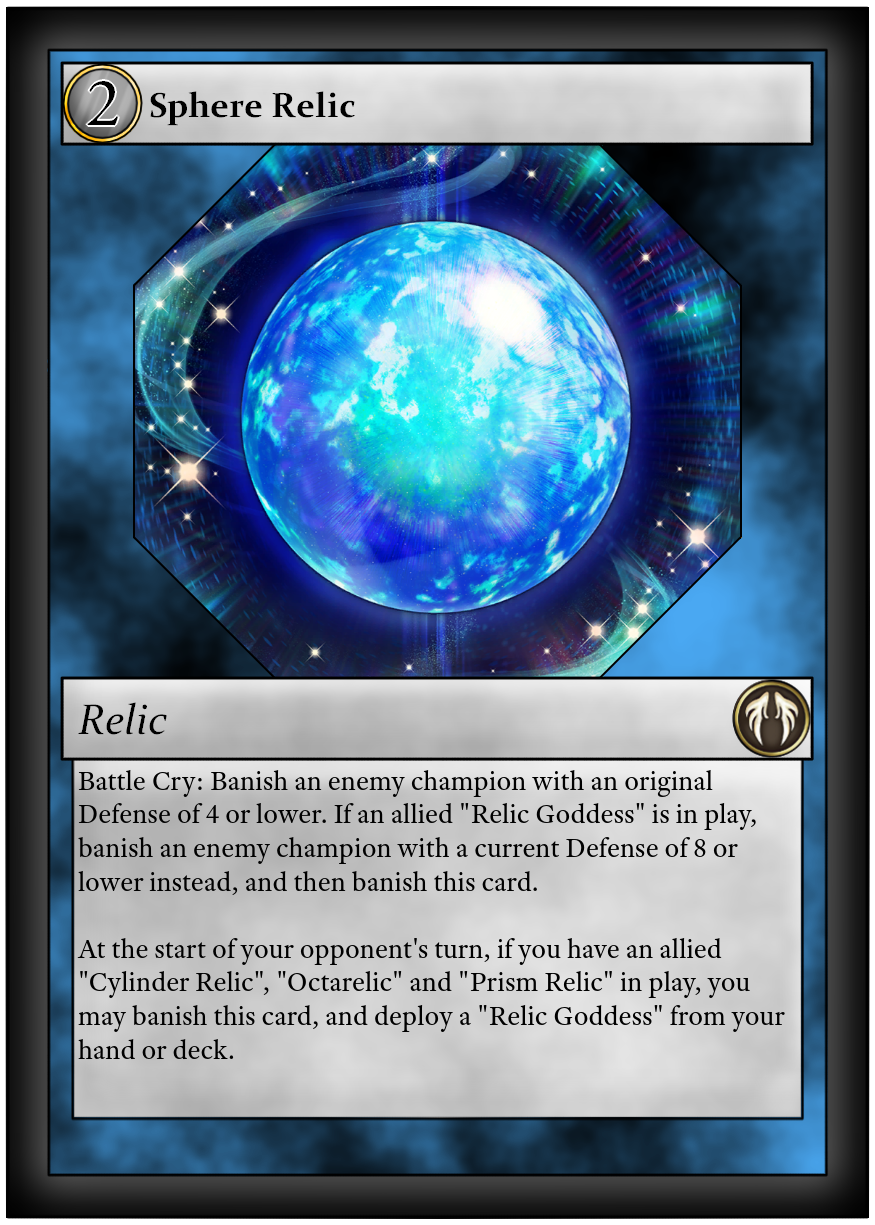 2 Sphere Relic
Relic
Battle Cry: Banish an enemy champion with an original
Defense of 4 or lower. If an allied "Relic Goddess" is in play,
banish an enemy champion with a current Defense of 8 or
lower instead, and then banish this card.
At the start of your opponent's turn, if you have an allied
"Cylinder Relic", "Octarelic" and "Prism Relic" in play, you
may banish this card, and deploy a "Relic Goddess" from your
hand or deck.